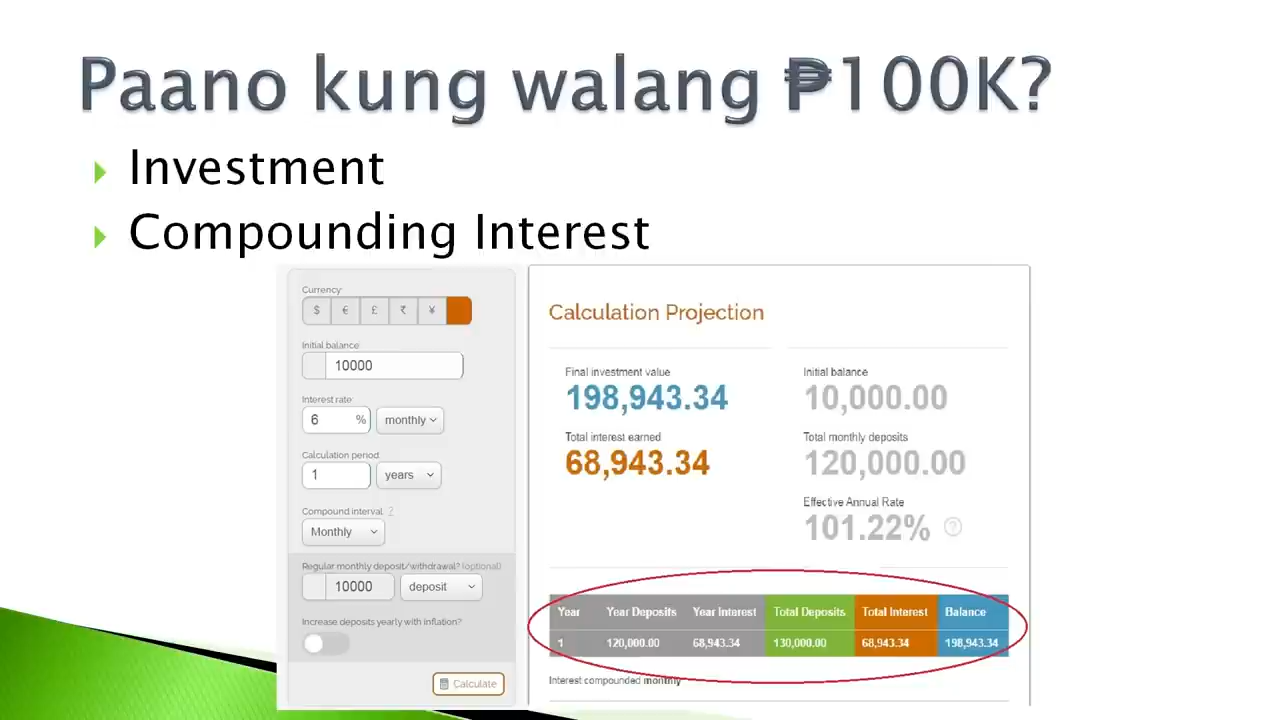 Paano kung walang ₱100K?
Investment
Compounding Interest
Currency:
$ € £ ₹ ¥
Initial balance:
10000
Interest rate:
6 % monthly
Calculation period:
1 years
Compound interval: ?
Monthly
Regular monthly deposit/withdrawal? (optional)
10000 deposit
Increase deposits yearly with inflation?
Calculate
Calculation Projection
Final investment value
198,943.34
Initial balance
10,000.00
Total interest earned
68,943.34
Total monthly deposits
120,000.00
Effective Annual Rate
101.22% ?
Year Year Deposits Year Interest Total Deposits Total Interest Balance
1 120,000.00 68,943.34 130,000.00 68,943.34 198,943.34
Interest compounded monthly